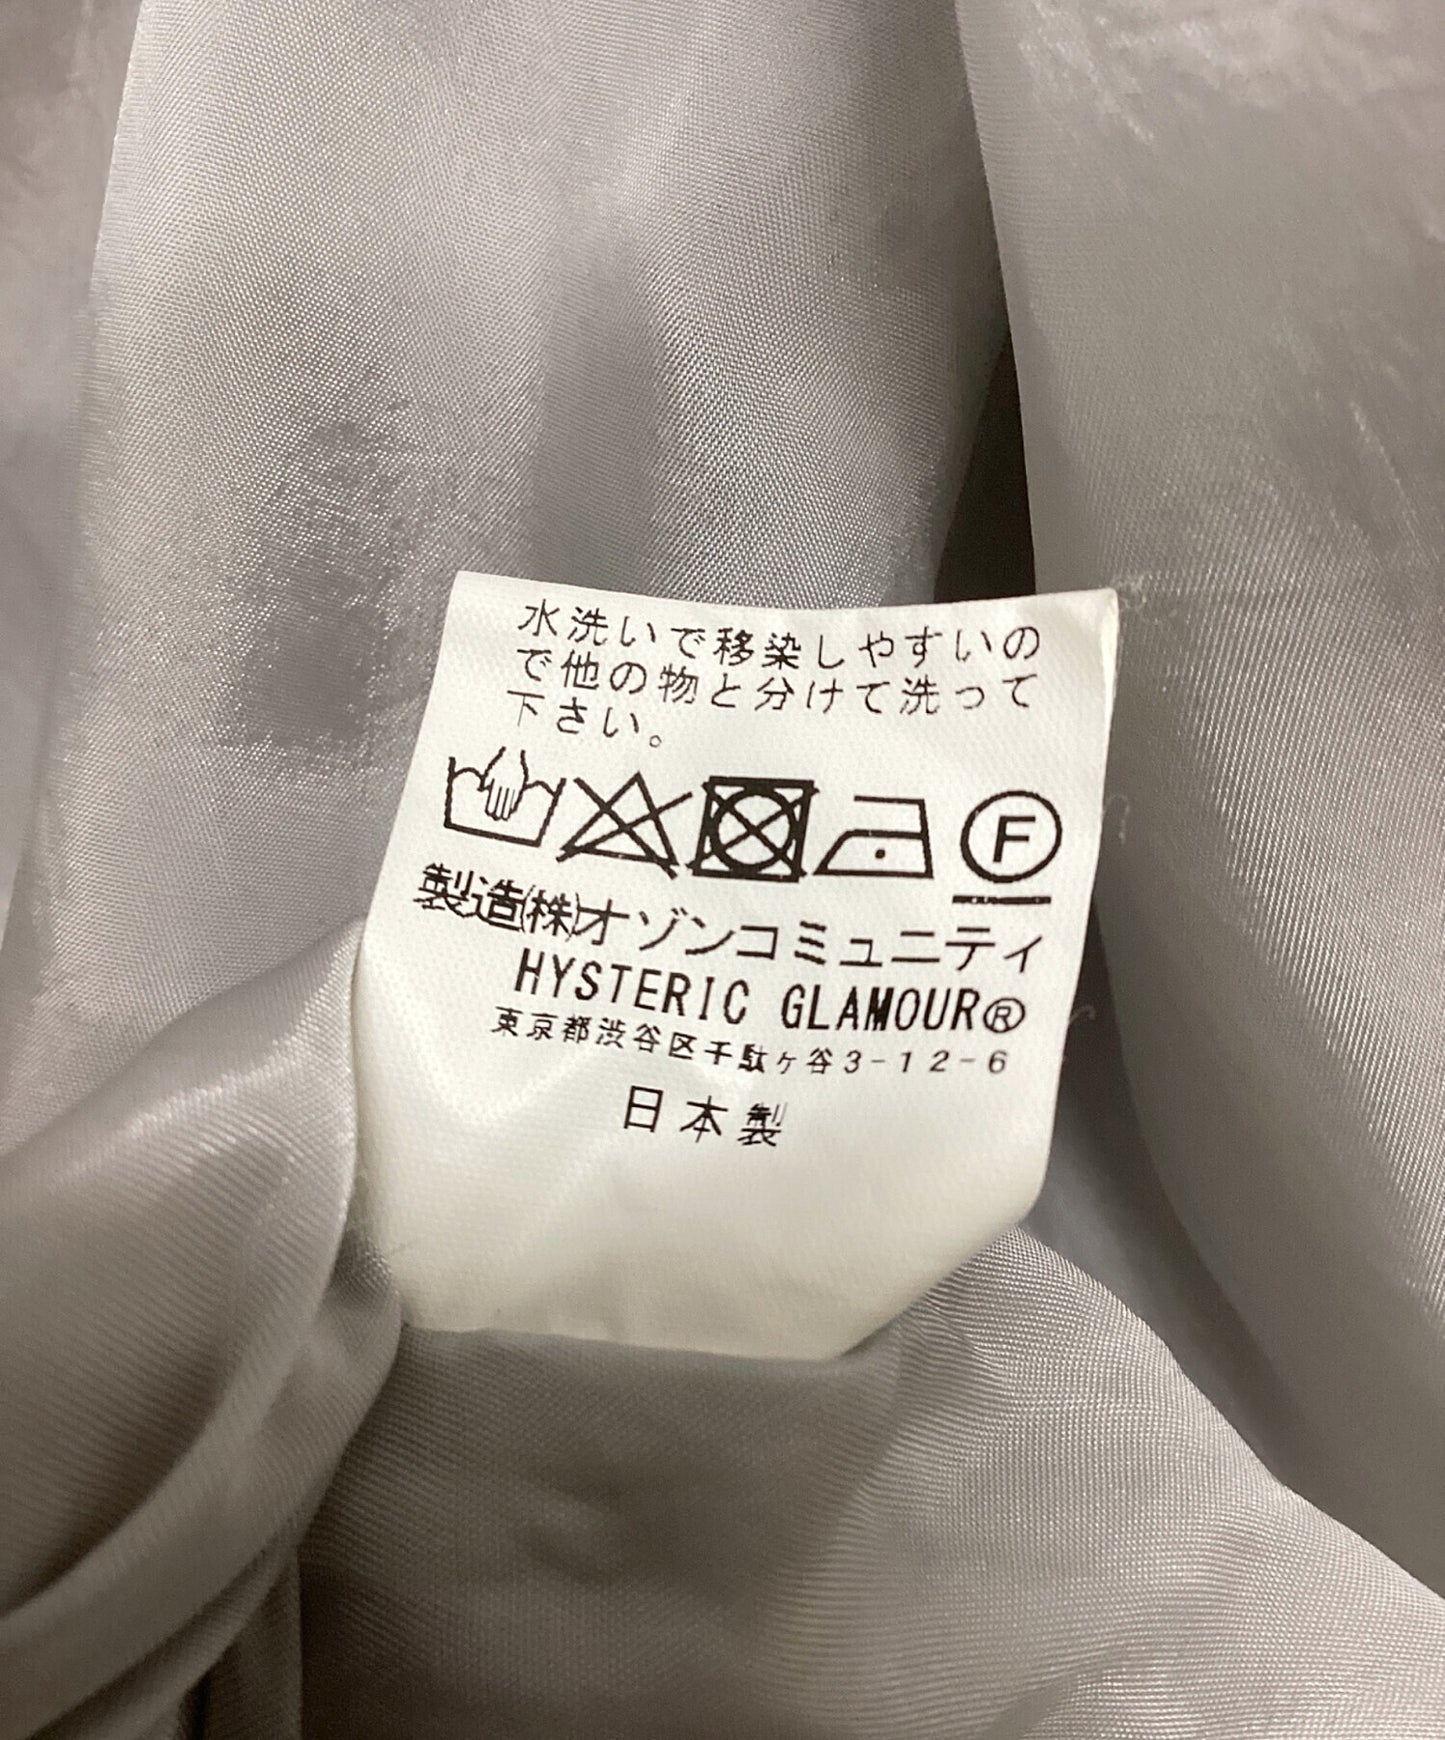 水洗いで移染しやすいの
で他の物と分けて洗って
下さい。
F
製造(株)オゾンコミュニティ
HYSTERIC GLAMOUR®
東京都渋谷区千駄ヶ谷3-12-6
日本製